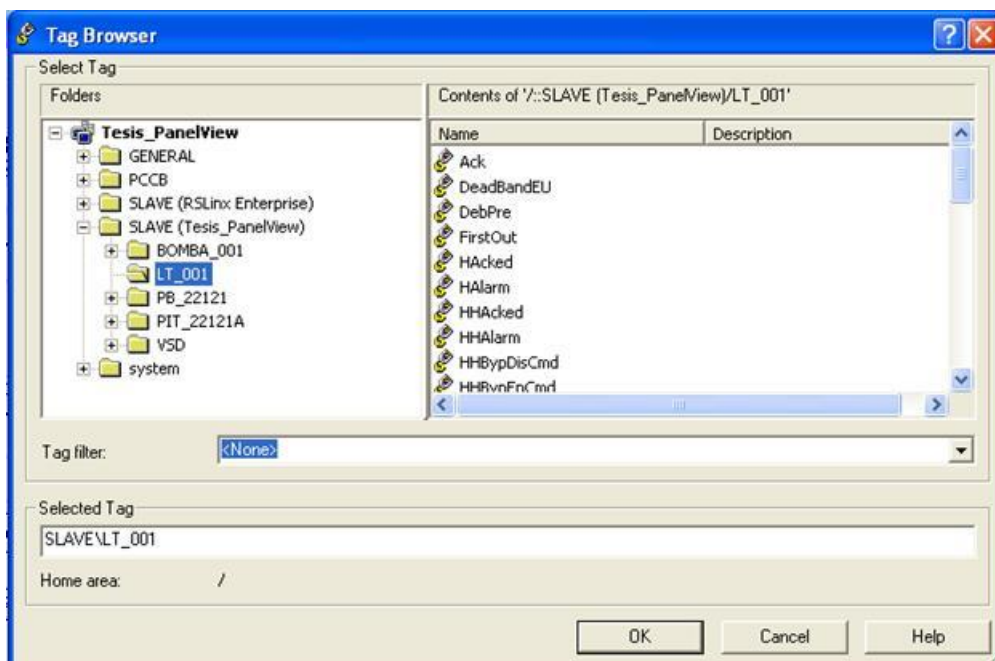 Tag Browser
Select Tag
Folders
Contents of '/::SLAVE (Tesis_PanelView)/LT_001'
Tesis_PanelView
GENERAL
PCCB
SLAVE (RSLinx Enterprise)
SLAVE (Tesis_PanelView)
BOMBA_001
LT_001
PB_22121
PIT_22121A
VSD
system
Name Description
Ack
DeadBandEU
DebPre
FirstOut
HAcked
HAlarm
HHAcked
HHAlarm
HHBypDisCmd
HHBypEnCmd
Tag filter: <None>
Selected Tag
SLAVE\LT_001
Home area: /
OK Cancel Help